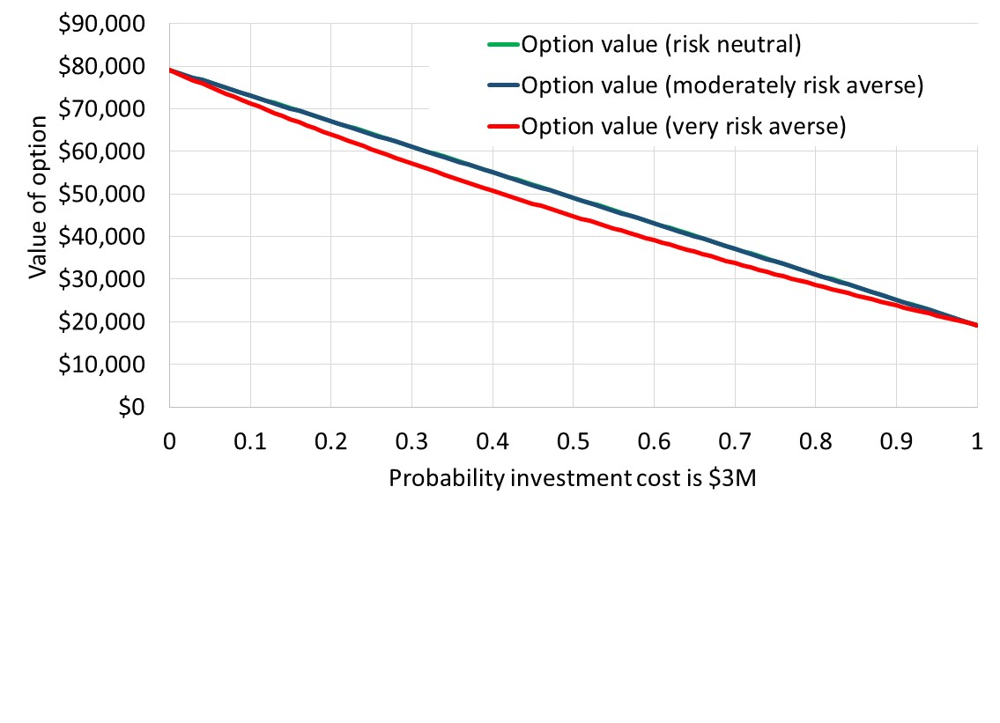 $90,000
$80,000
$70,000
$60,000
$50,000
$40,000
$30,000
$20,000
$10,000
$0
Value of option
Option value (risk neutral)
Option value (moderately risk averse)
Option value (very risk averse)
0 0.1 0.2 0.3 0.4 0.5 0.6 0.7 0.8 0.9 1
Probability investment cost is $3M